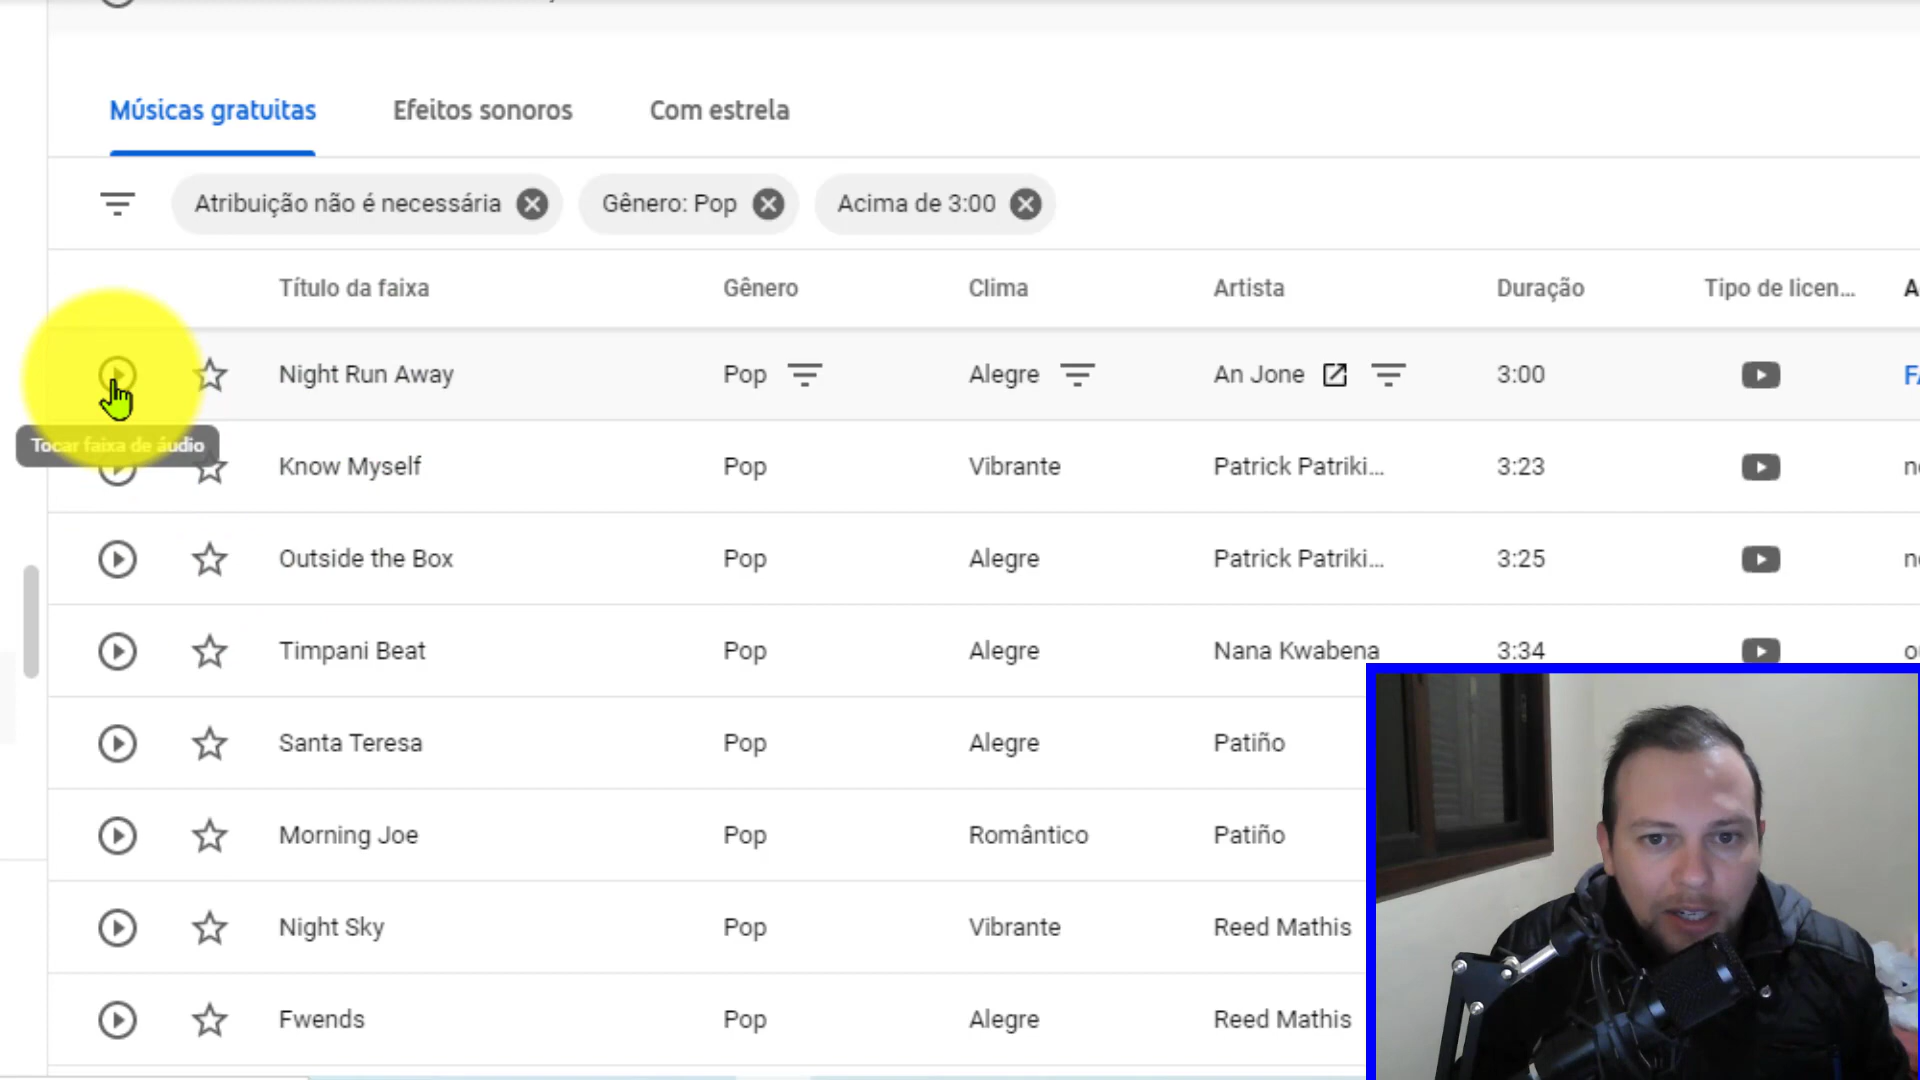 Músicas gratuitas Efeitos sonoros Com estrela
Atribuição não é necessária Gênero: Pop Acima de 3:00
Título da faixa Gênero Clima Artista Duração Tipo de licen...
Night Run Away Pop Alegre An Jone 3:00
Tocar faixa de áudio
Know Myself Pop Vibrante Patrick Patriki... 3:23
Outside the Box Pop Alegre Patrick Patriki... 3:25
Timpani Beat Pop Alegre Nana Kwabena 3:34
Santa Teresa Pop Alegre Patiño
Morning Joe Pop Romântico Patiño
Night Sky Pop Vibrante Reed Mathis
Fwends Pop Alegre Reed Mathis